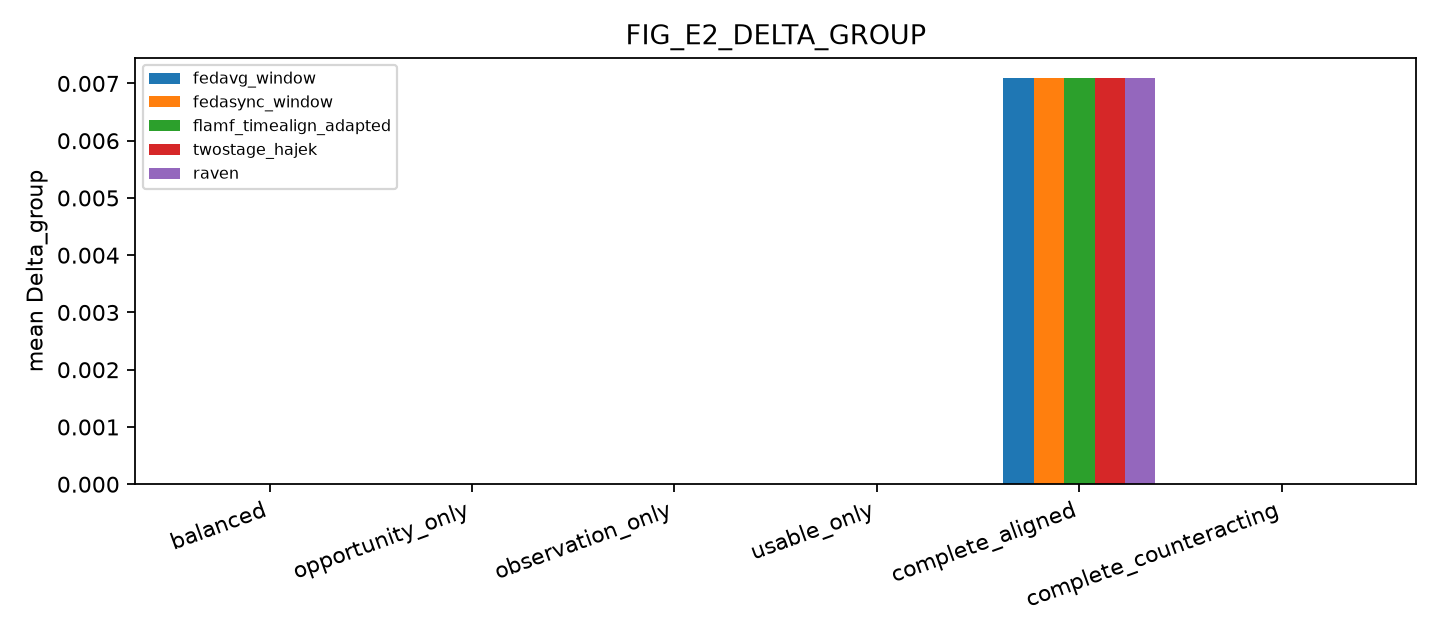 FIG_E2_DELTA_GROUP
mean Delta_group
0.007
0.006
0.005
0.004
0.003
0.002
0.001
0.000
fedavg_window
fedasync_window
flamf_timealign_adapted
twostage_hajek
raven
balanced
opportunity_only
observation_only
usable_only
complete_aligned
complete_counteracting